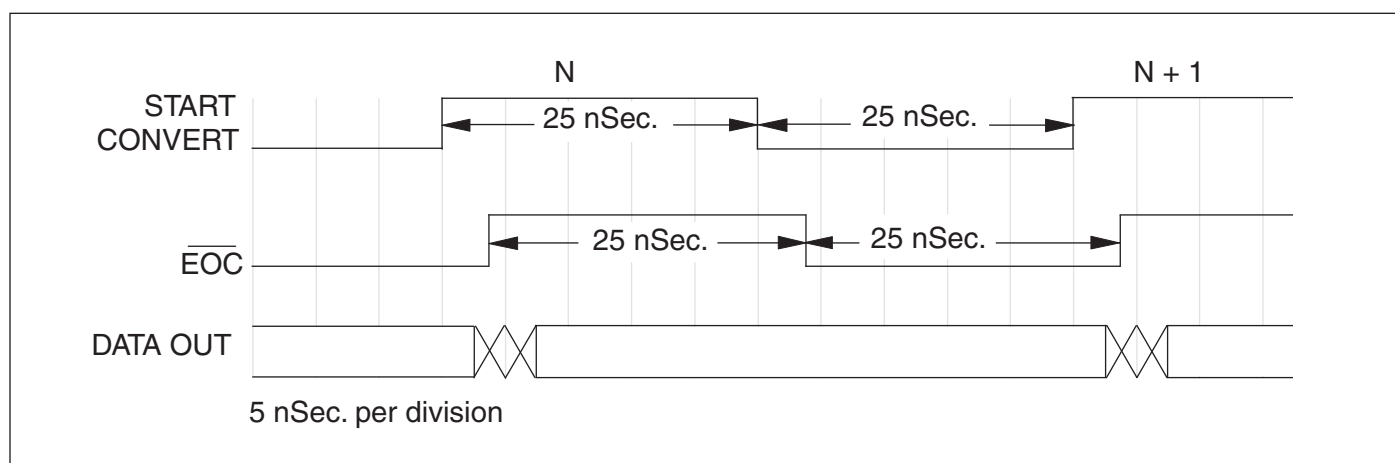 N
N + 1
START
CONVERT
25 nSec.
25 nSec.
EOC
25 nSec.
25 nSec.
DATA OUT
5 nSec. per division